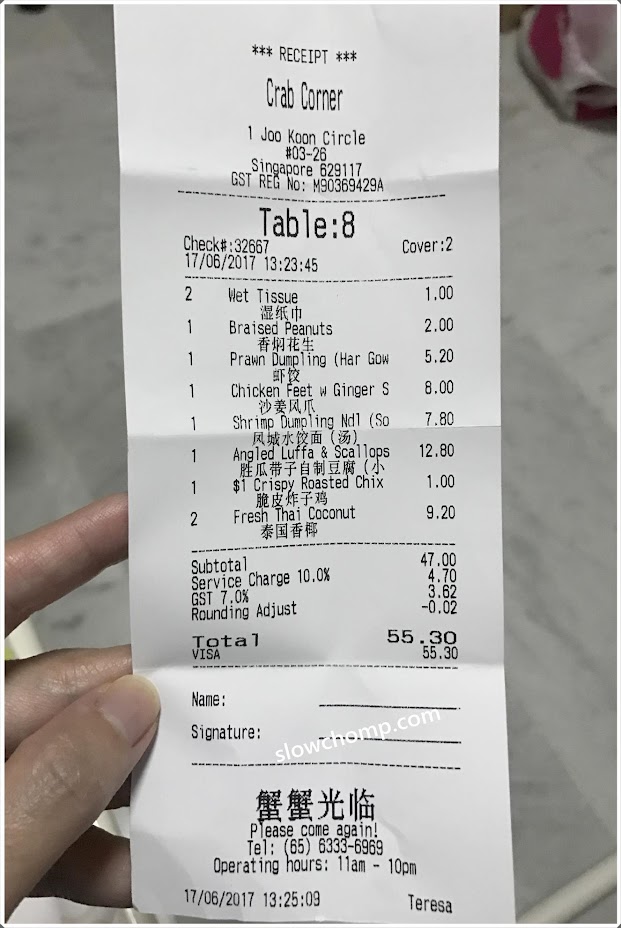 *** RECEIPT ***
Crab Corner
1 Joo Koon Circle
#03-26
Singapore 629117
GST REG No: M90369429A
Table:8
Check#:32667 Cover:2
17/06/2017 13:23:45
2 Wet Tissue 1.00
湿纸巾
1 Braised Peanuts 2.00
香焖花生
1 Prawn Dumpling (Har Gow 5.20
虾饺
1 Chicken Feet w Ginger S 8.00
沙姜凤爪
1 Shrimp Dumpling Ndl (So 7.80
凤城水饺面 (汤)
1 Angled Luffa & Scallops 12.80
胜瓜带子自制豆腐 (小
1 $1 Crispy Roasted Chix 1.00
脆皮炸子鸡
2 Fresh Thai Coconut 9.20
泰国香椰
Subtotal 47.00
Service Charge 10.0% 4.70
GST 7.0% 3.62
Rounding Adjust -0.02
Total 55.30
VISA 55.30
Name:
Signature:
slowchomp.com
蟹蟹光临
Please come again!
Tel: (65) 6333-6969
Operating hours: 11am - 10pm
17/06/2017 13:25:09 Teresa